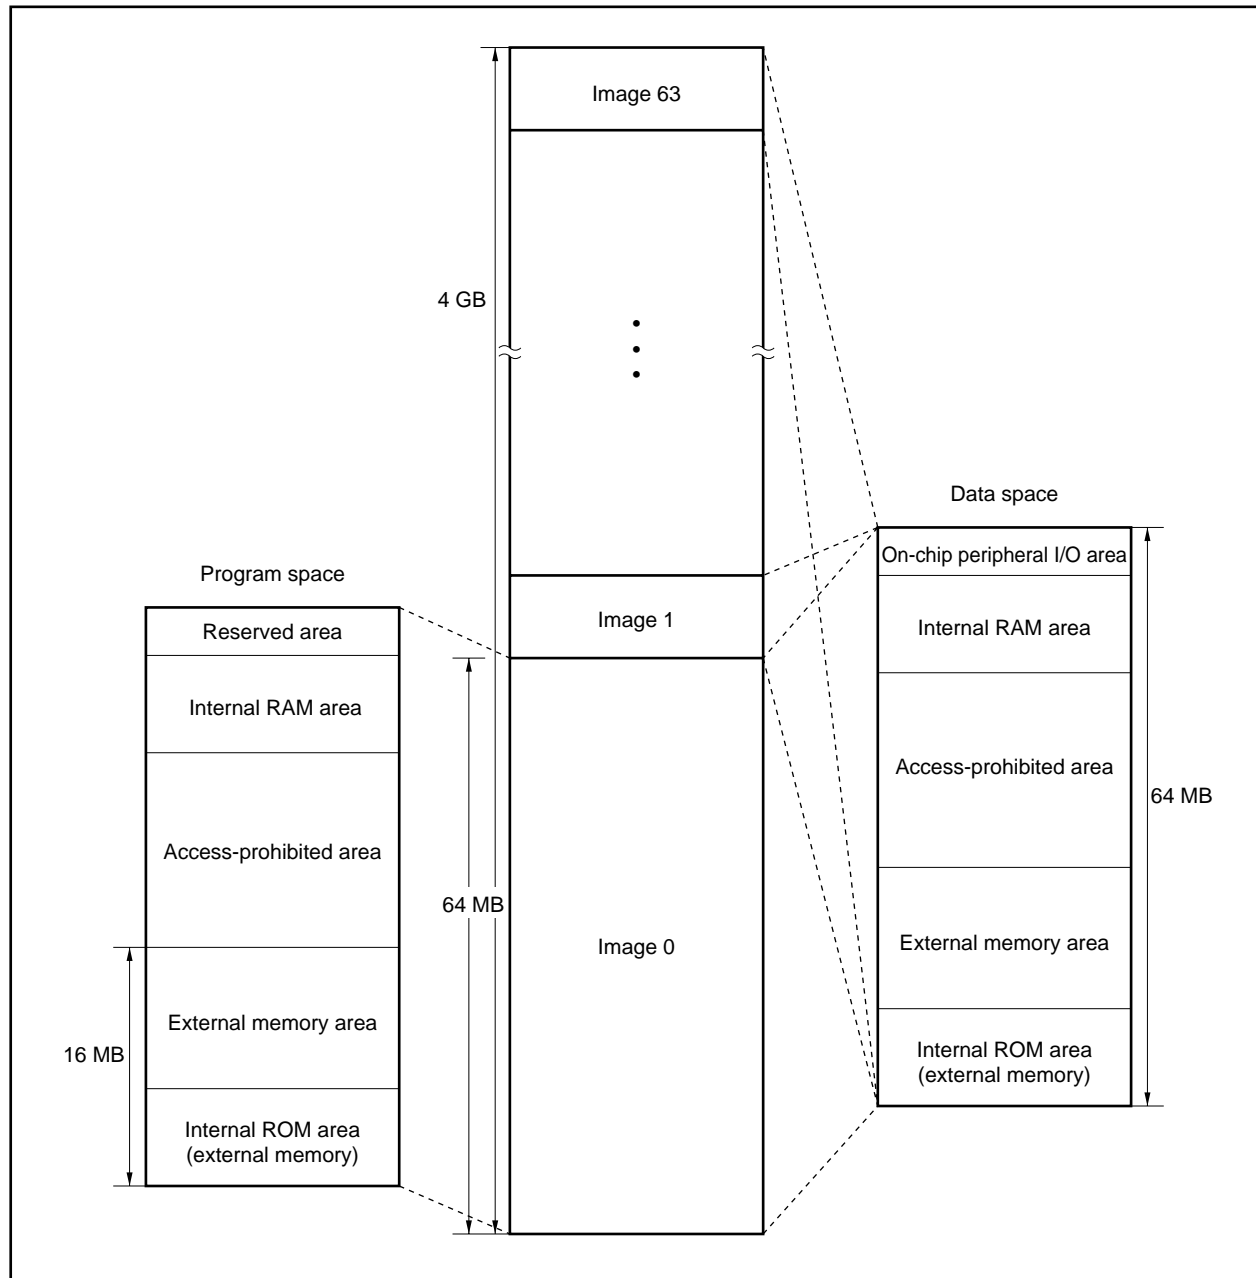 Image 63
4 GB
Data space
On-chip peripheral I/O area
Program space
Image 1
Internal RAM area
Reserved area
Internal RAM area
Access-prohibited area
64 MB
Access-prohibited area
64 MB
External memory area
Image 0
External memory area
16 MB
Internal ROM area
(external memory)
Internal ROM area
(external memory)